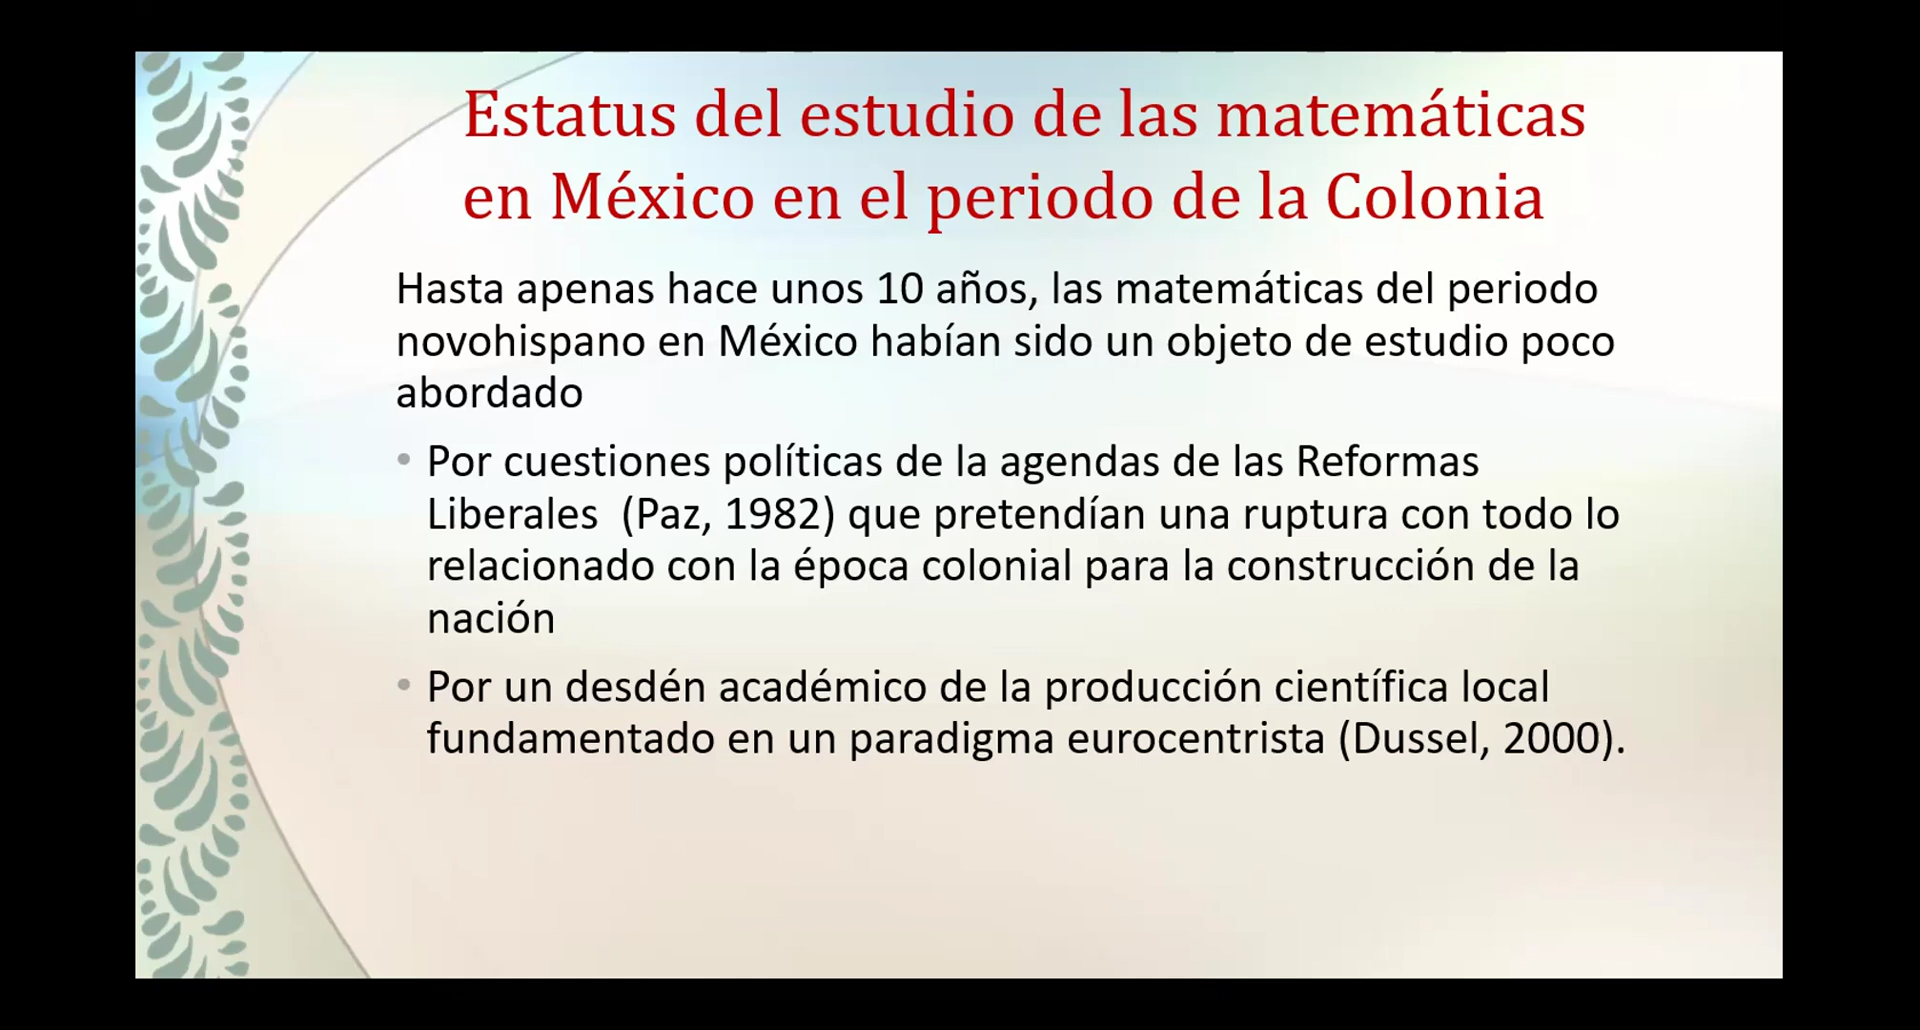 Estatus del estudio de las matemáticas
en México en el periodo de la Colonia
Hasta apenas hace unos 10 años, las matemáticas del periodo
novohispano en México habían sido un objeto de estudio poco
abordado
• Por cuestiones políticas de la agendas de las Reformas
Liberales  (Paz, 1982) que pretendían una ruptura con todo lo
relacionado con la época colonial para la construcción de la
nación
• Por un desdén académico de la producción científica local
fundamentado en un paradigma eurocentrista (Dussel, 2000).